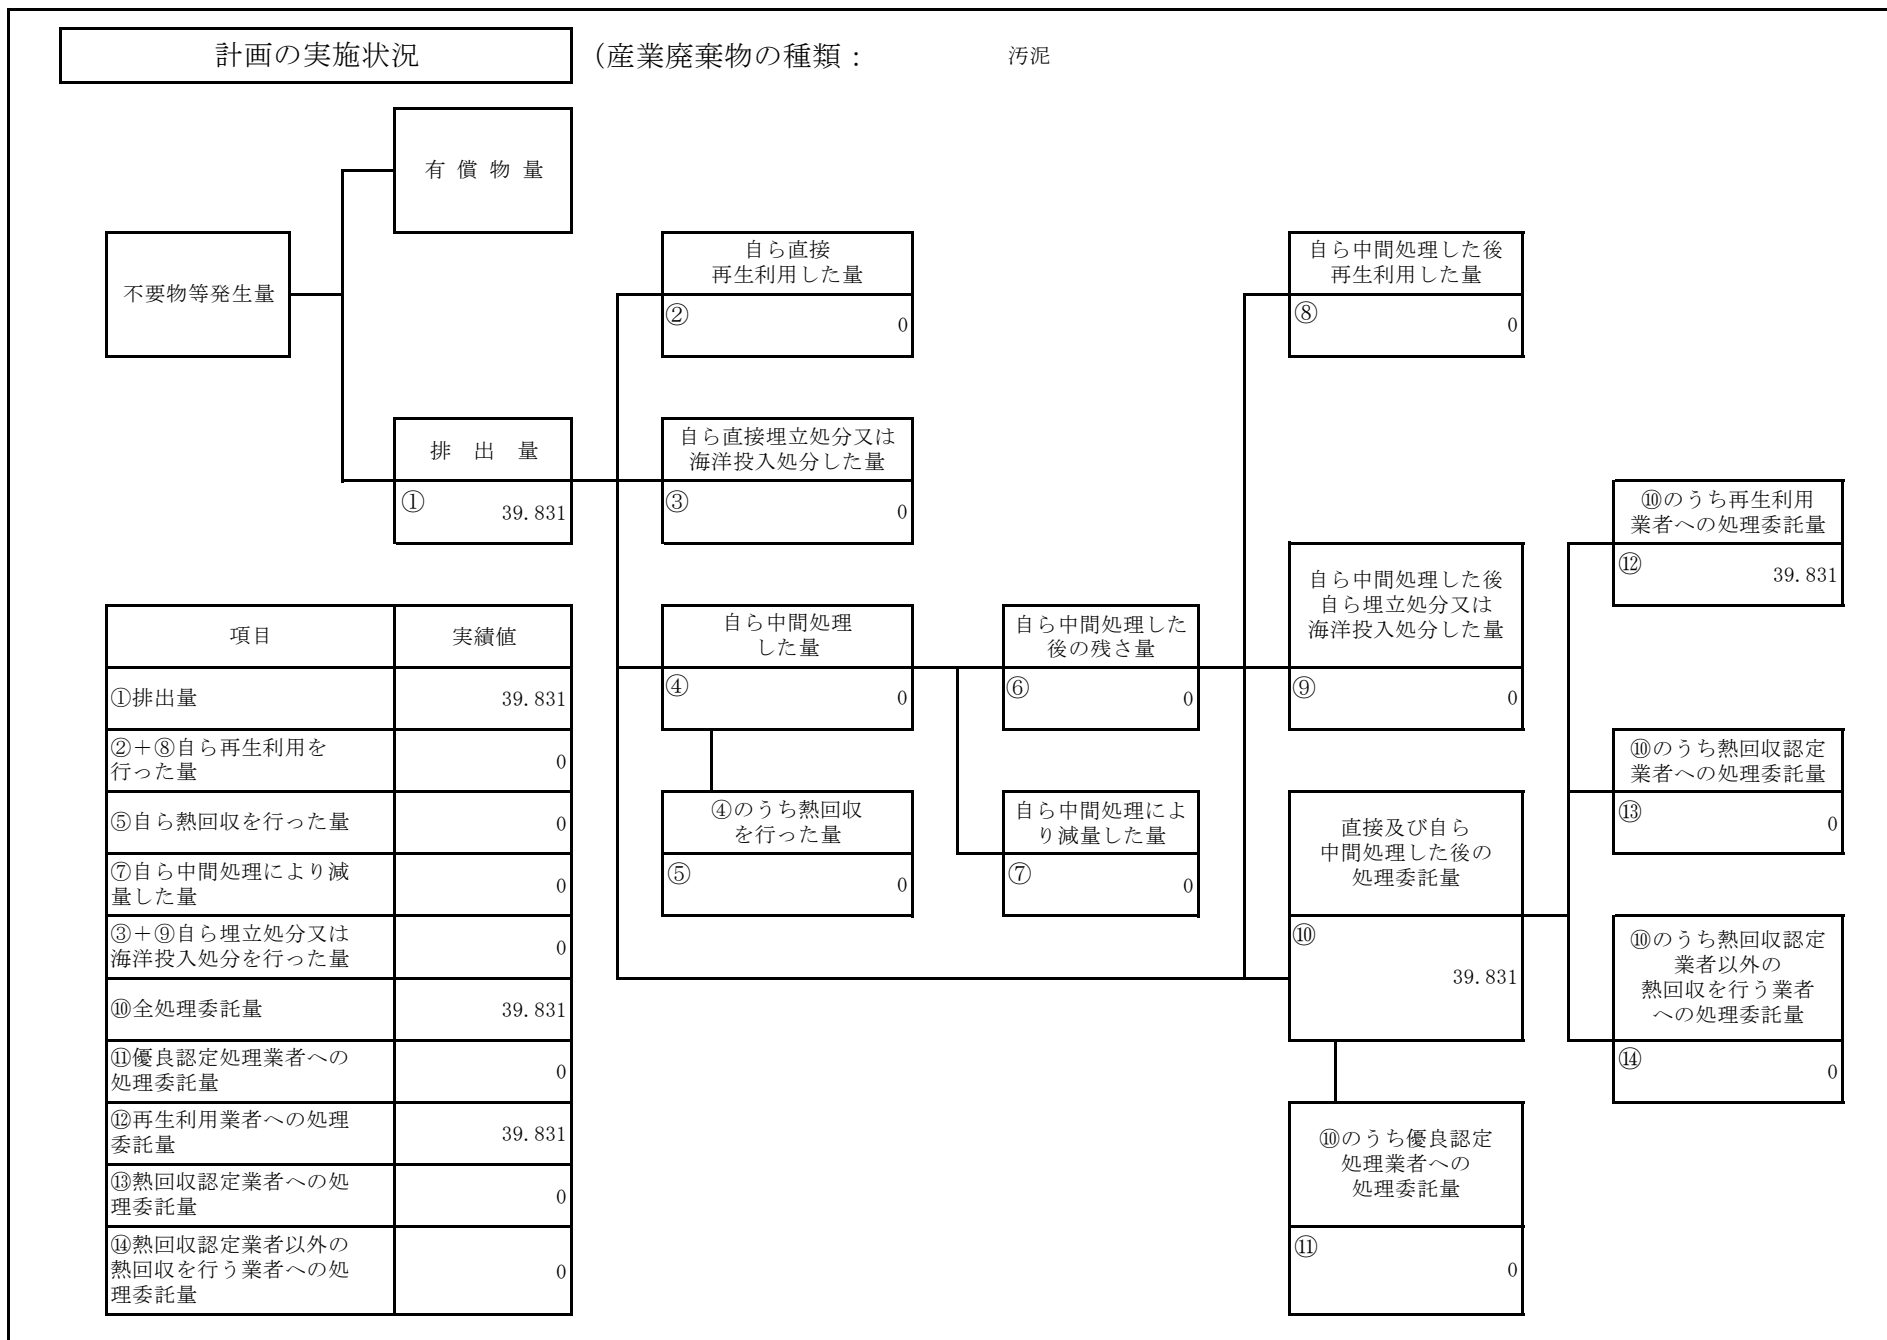 計画の実施状況
（産業廃棄物の種類：
汚泥
有償物量
不要物等発生量
排出量
①
39.831
自ら直接
再生利用した量
②
0
自ら直接埋立処分又は
海洋投入処分した量
③
0
自ら中間処理
した量
④
0
④のうち熱回収
を行った量
⑤
0
自ら中間処理した
後の残さ量
⑥
0
自ら中間処理によ
り減量した量
⑦
0
自ら中間処理した後
再生利用した量
⑧
0
自ら中間処理した後
自ら埋立処分又は
海洋投入処分した量
⑨
0
直接及び自ら
中間処理した後の
処理委託量
⑩
39.831
⑩のうち優良認定
処理業者への
処理委託量
⑪
0
⑩のうち再生利用
業者への処理委託量
⑫
39.831
⑩のうち熱回収認定
業者への処理委託量
⑬
0
⑩のうち熱回収認定
業者以外の
熱回収を行う業者
への処理委託量
⑭
0
項目
実績値
①排出量
39.831
②＋⑧自ら再生利用を
行った量
0
⑤自ら熱回収を行った量
0
⑦自ら中間処理により減
量した量
0
③＋⑨自ら埋立処分又は
海洋投入処分を行った量
0
⑩全処理委託量
39.831
⑪優良認定処理業者への
処理委託量
0
⑫再生利用業者への処理
委託量
39.831
⑬熱回収認定業者への処
理委託量
0
⑭熱回収認定業者以外の
熱回収を行う業者への処
理委託量
0